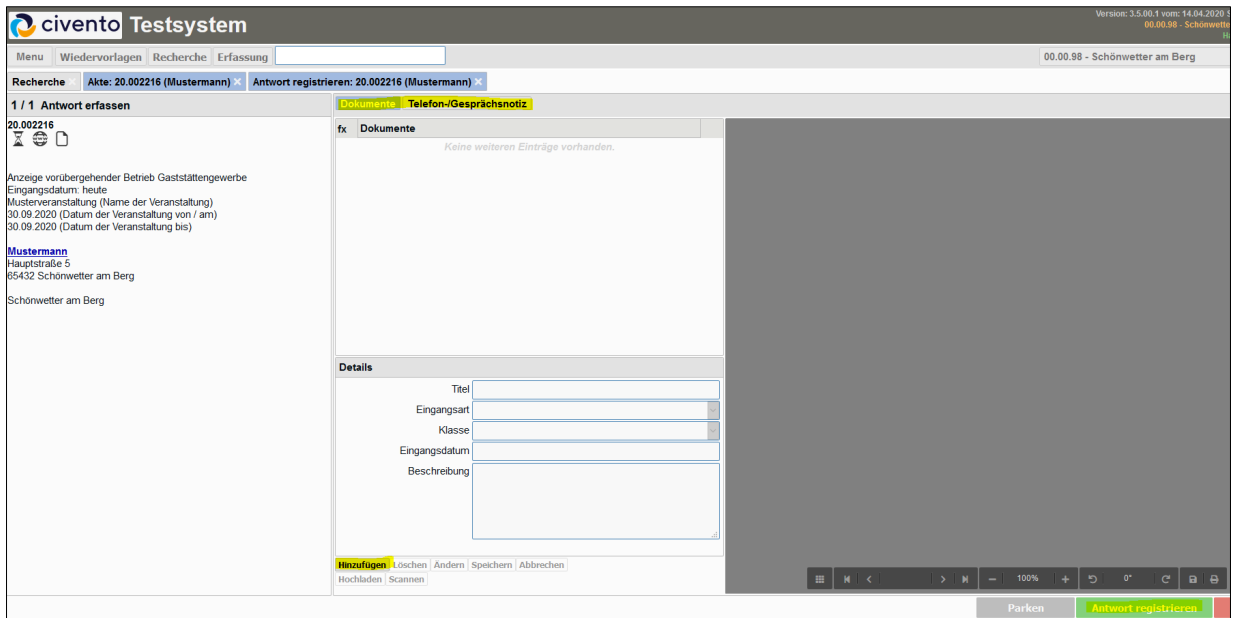 civento Testsystem
Version: 3.5.00.1 vom: 14.04.2020
00.00.98 - Schönwette
Menu Wiedervorlagen Recherche Erfassung
00.00.98 - Schönwetter am Berg
Recherche × Akte: 20.002216 (Mustermann) × Antwort registrieren: 20.002216 (Mustermann) ×
1 / 1 Antwort erfassen
Dokumente Telefon-/Gesprächsnotiz
20.002216
www
Anzeige vorübergehender Betrieb Gaststättengewerbe
Eingangsdatum: heute
Musterveranstaltung (Name der Veranstaltung)
30.09.2020 (Datum der Veranstaltung von / am)
30.09.2020 (Datum der Veranstaltung bis)
Mustermann
Hauptstraße 5
65432 Schönwetter am Berg
Schönwetter am Berg
fx Dokumente
Keine weiteren Einträge vorhanden.
Details
Titel
Eingangsart
Klasse
Eingangsdatum
Beschreibung
Hinzufügen Löschen Ändern Speichern Abbrechen
Hochladen Scannen
100% 0°
Parken Antwort registrieren